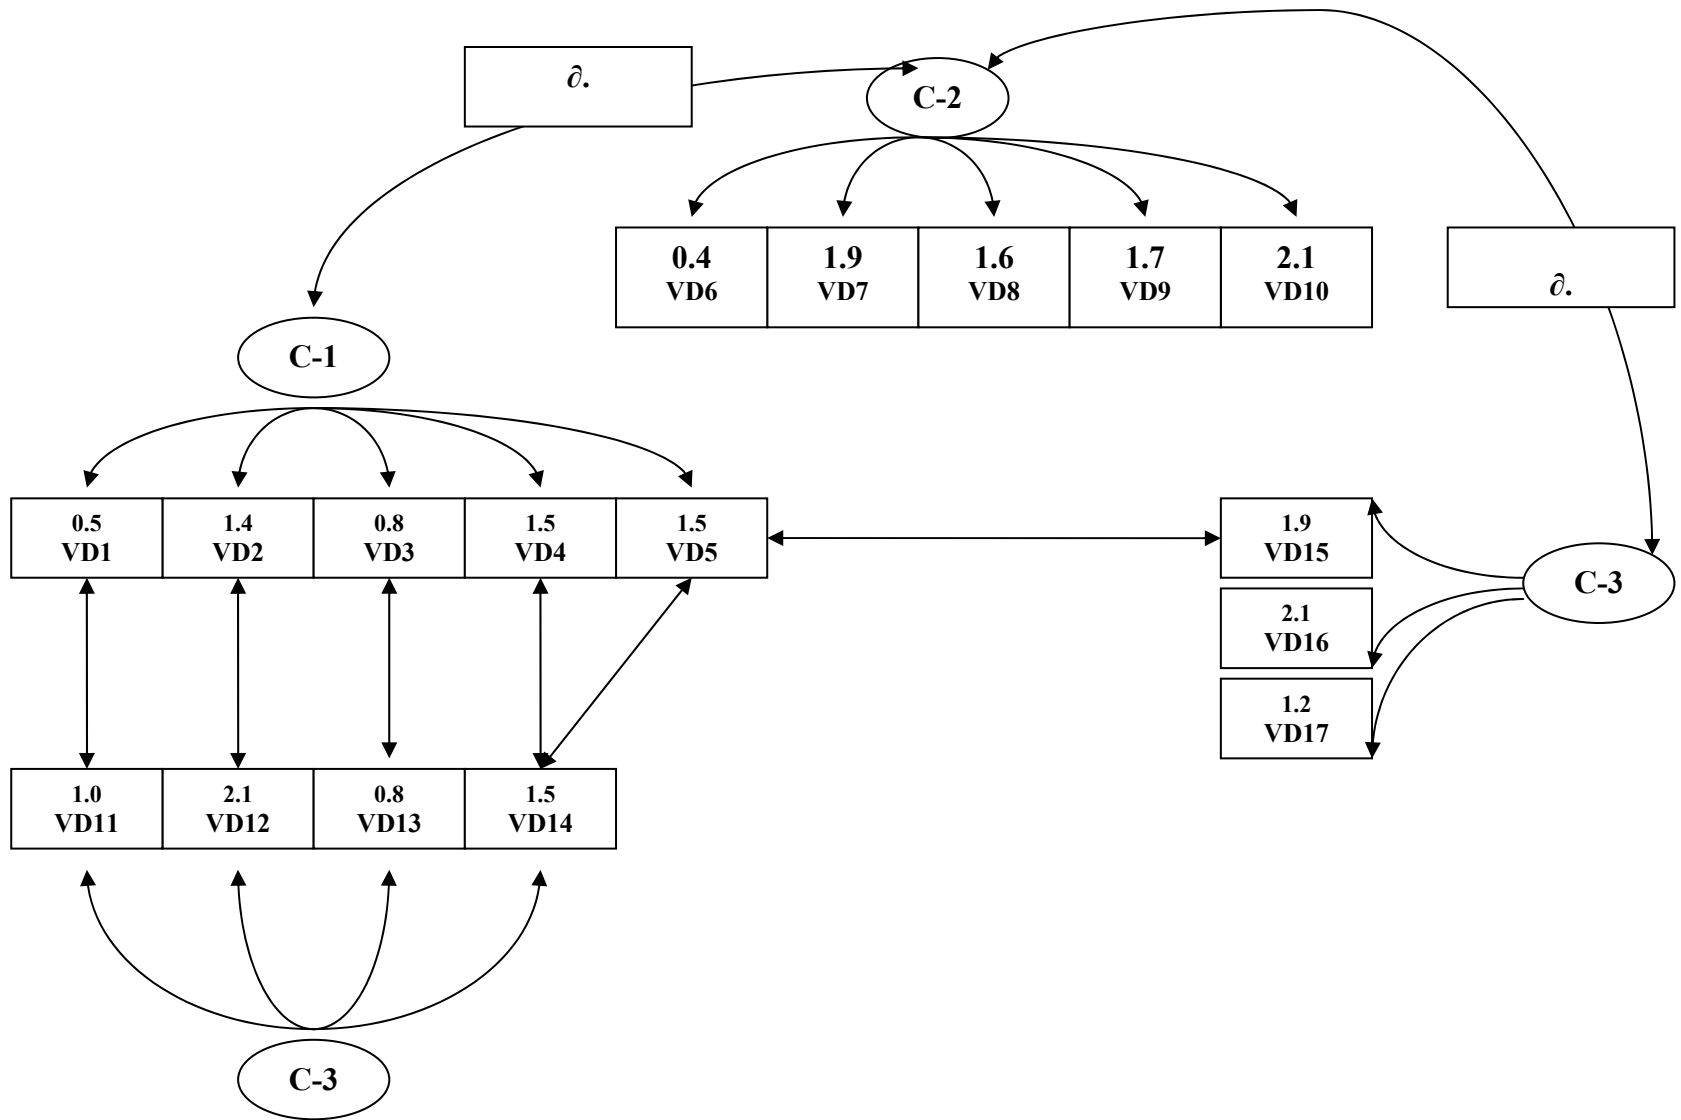 ∂.
C-2
0.4 1.9 1.6 1.7 2.1
VD6 VD7 VD8 VD9 VD10
∂.
C-1
0.5 1.4 0.8 1.5 1.5
VD1 VD2 VD3 VD4 VD5
1.9
VD15
C-3
2.1
VD16
1.2
VD17
1.0 2.1 0.8 1.5
VD11 VD12 VD13 VD14
C-3